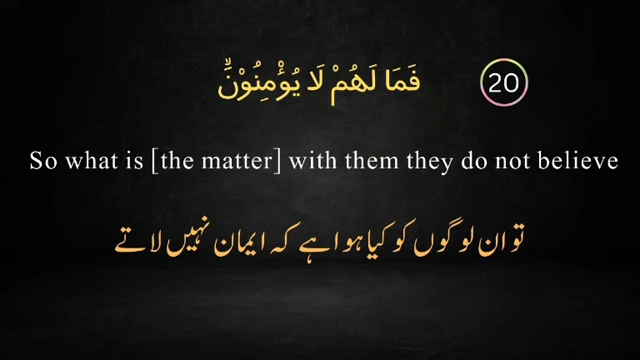 فَمَا لَهُمْ لَا يُؤْمِنُوْنَۙ 20
So what is [the matter] with them they do not believe
تو ان لوگوں کو کیا ہوا ہے کہ ایمان نہیں لاتے